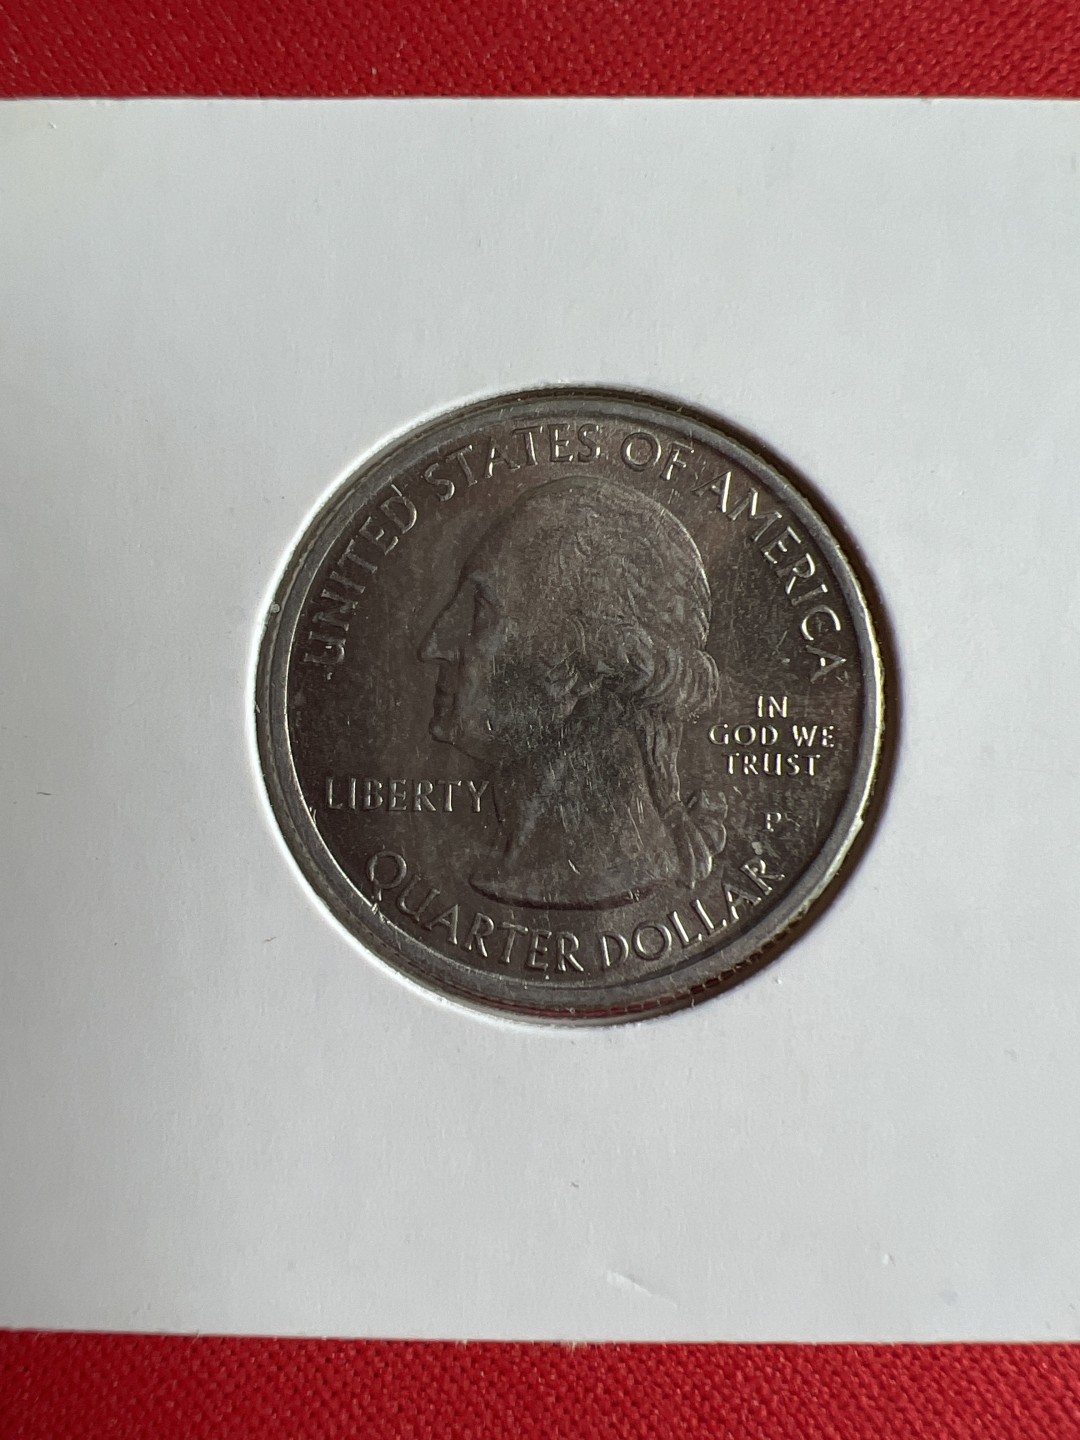 UNITED STATES OF AMERICA
LIBERTY
IN
GOD WE
TRUST
P
QUARTER DOLLAR